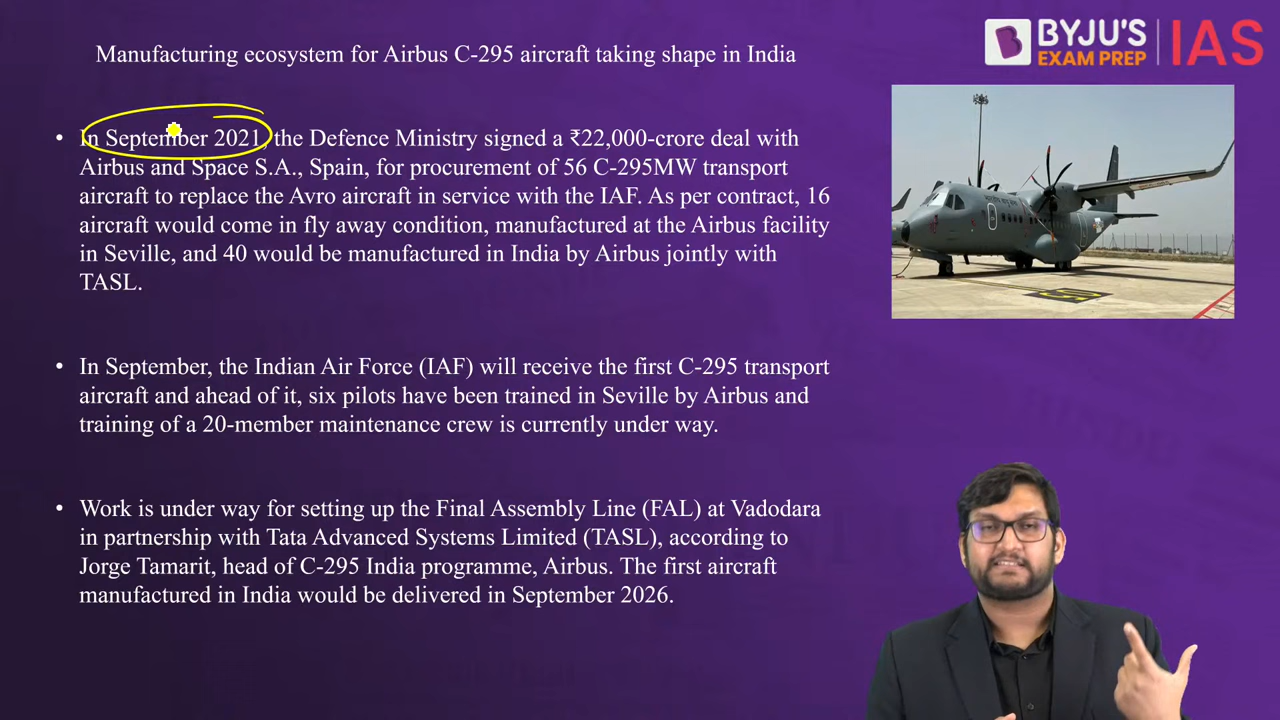 Manufacturing ecosystem for Airbus C-295 aircraft taking shape in India
BYJU'S
EXAM PREP
IAS
• In September 2021, the Defence Ministry signed a ₹22,000-crore deal with
Airbus and Space S.A., Spain, for procurement of 56 C-295MW transport
aircraft to replace the Avro aircraft in service with the IAF. As per contract, 16
aircraft would come in fly away condition, manufactured at the Airbus facility
in Seville, and 40 would be manufactured in India by Airbus jointly with
TASL.
• In September, the Indian Air Force (IAF) will receive the first C-295 transport
aircraft and ahead of it, six pilots have been trained in Seville by Airbus and
training of a 20-member maintenance crew is currently under way.
• Work is under way for setting up the Final Assembly Line (FAL) at Vadodara
in partnership with Tata Advanced Systems Limited (TASL), according to
Jorge Tamarit, head of C-295 India programme, Airbus. The first aircraft
manufactured in India would be delivered in September 2026.